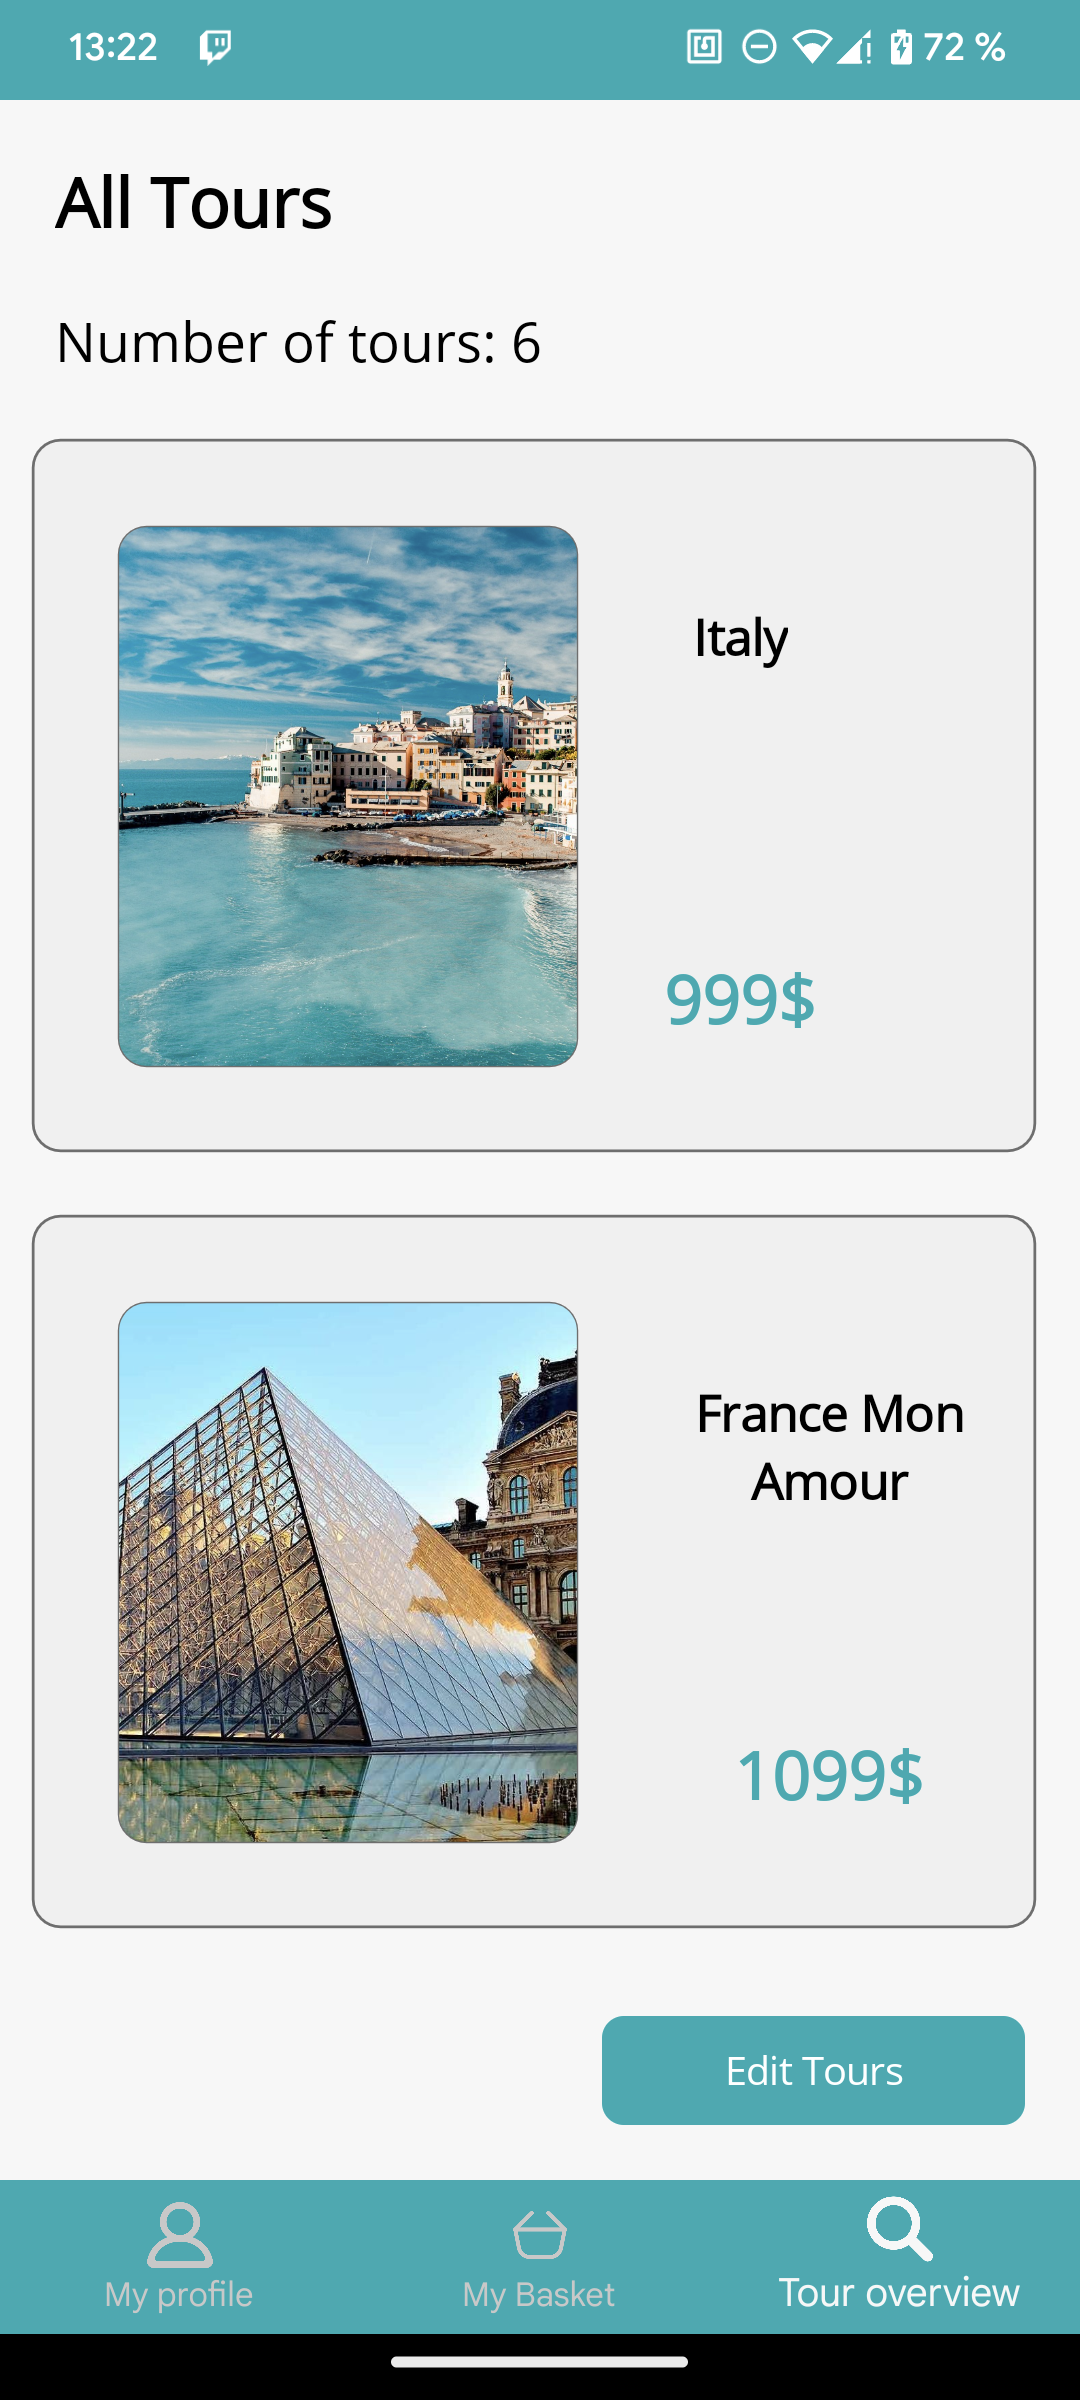 13:22 72 %
All Tours
Number of tours: 6
Italy
999$
France Mon
Amour
1099$
Edit Tours
My profile My Basket Tour overview